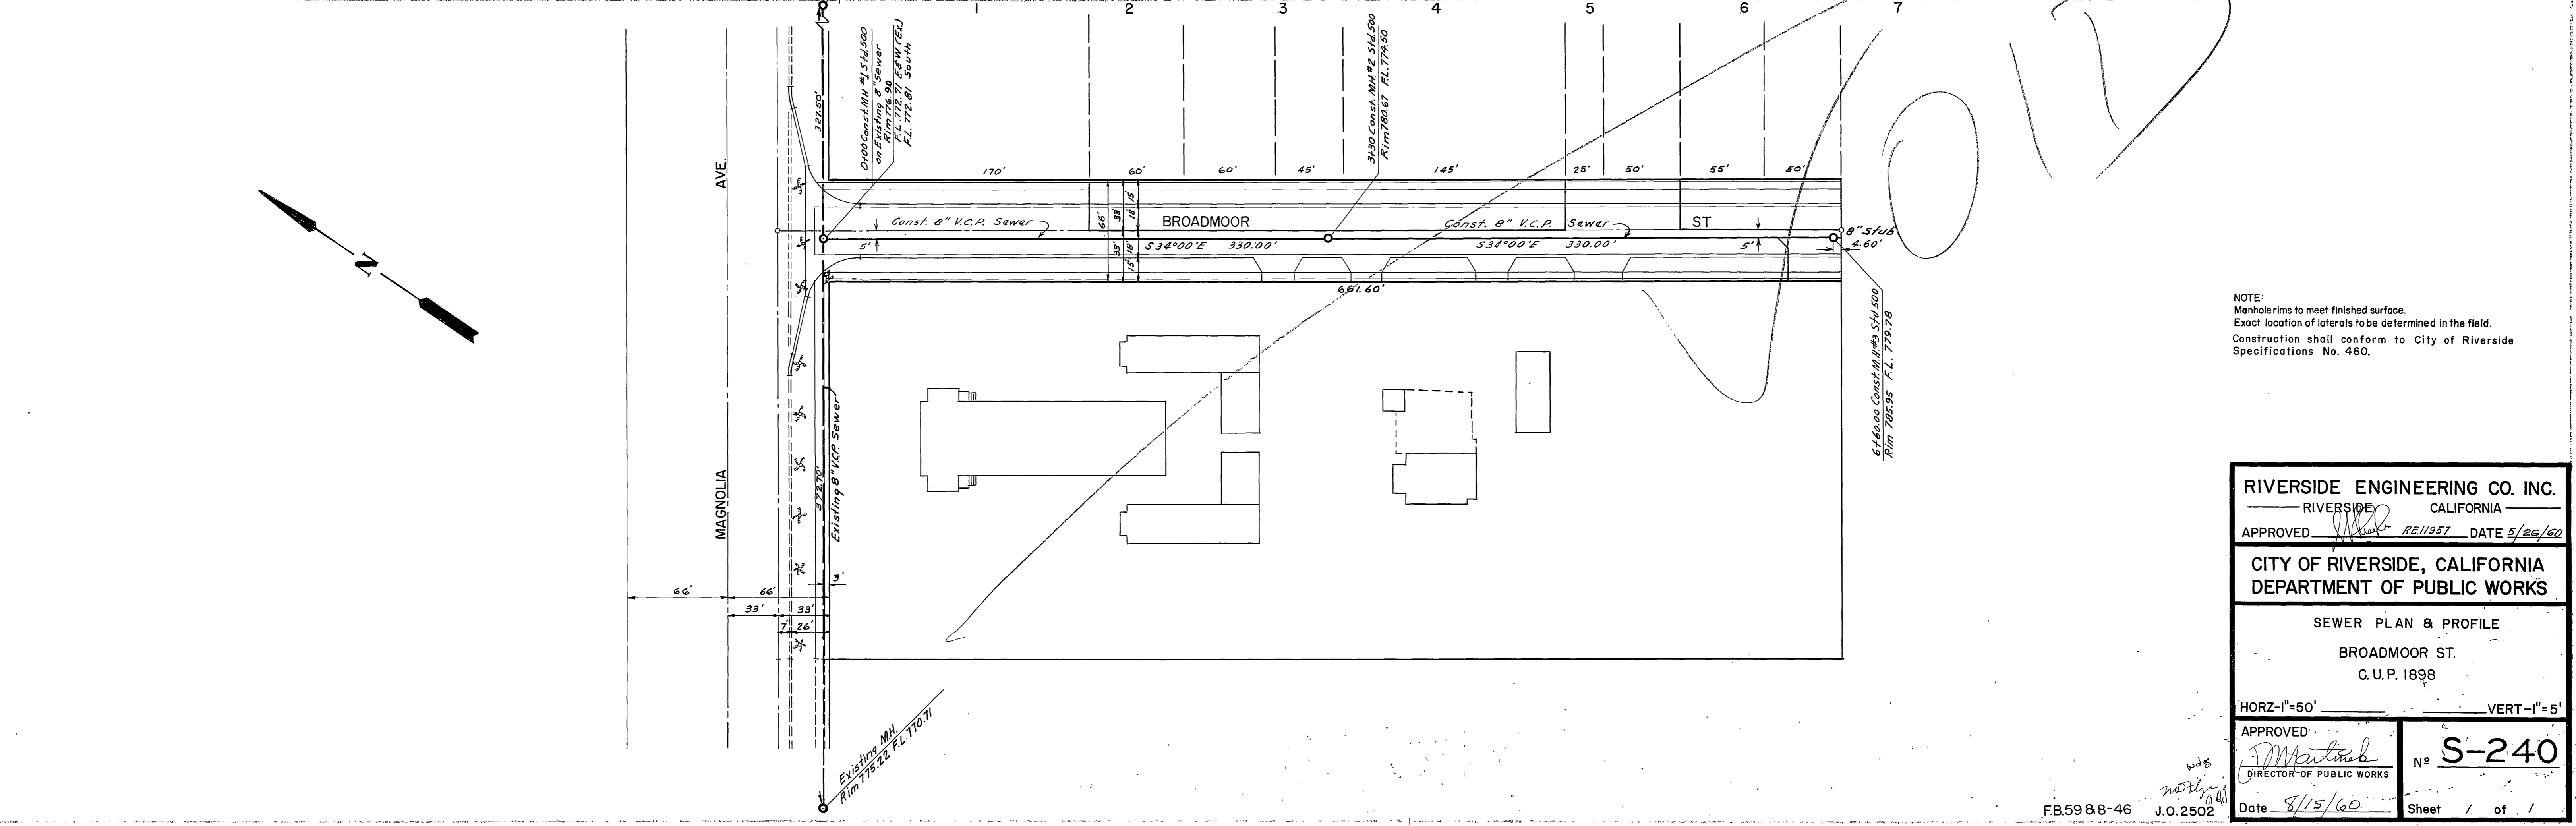 1 2 3 4 5 6 7
VOID
0+00 Const. M.H. #1 Std. 500
on Existing 8" Sewer
Rim 776.90
F.L. 772.71 E&W (Ex.)
F.L. 772.81 South
3+30 Const. M.H. #2 Std. 500
Rim 780.67 F.L. 774.50
327.50'
170' 60' 60' 45' 145' 25' 50' 55' 50'
66'
33' 33'
15' 18' 18' 15'
Const. 8" V.C.P. Sewer
BROADMOOR
Const. 8" V.C.P. Sewer
ST
8" Stub
4.60'
5'
S 34°00'E 330.00'
S 34°00'E 330.00'
5'
661.60'
6+60.00 Const. M.H. #3 Std 500
Rim 785.95 F.L. 779.78
N
MAGNOLIA AVE.
372.70'
Existing 8" V.C.P. Sewer
3'
66' 66'
33' 33'
7' 26'
Existing M.H.
Rim 775.22 F.L. 770.71
NOTE:
Manhole rims to meet finished surface.
Exact location of laterals to be determined in the field.
Construction shall conform to City of Riverside
Specifications No. 460.
RIVERSIDE ENGINEERING CO. INC.
RIVERSIDE CALIFORNIA
APPROVED R.E.11957 DATE 5/26/60
CITY OF RIVERSIDE, CALIFORNIA
DEPARTMENT OF PUBLIC WORKS
SEWER PLAN & PROFILE
BROADMOOR ST.
C.U.P. 1898
HORZ-1"=50' VERT-1"=5'
APPROVED
DMartinek
DIRECTOR OF PUBLIC WORKS
Date 8/15/60
Nº S-240
Sheet 1 of 1
wds
F.B.598 8-46 J.O.2502